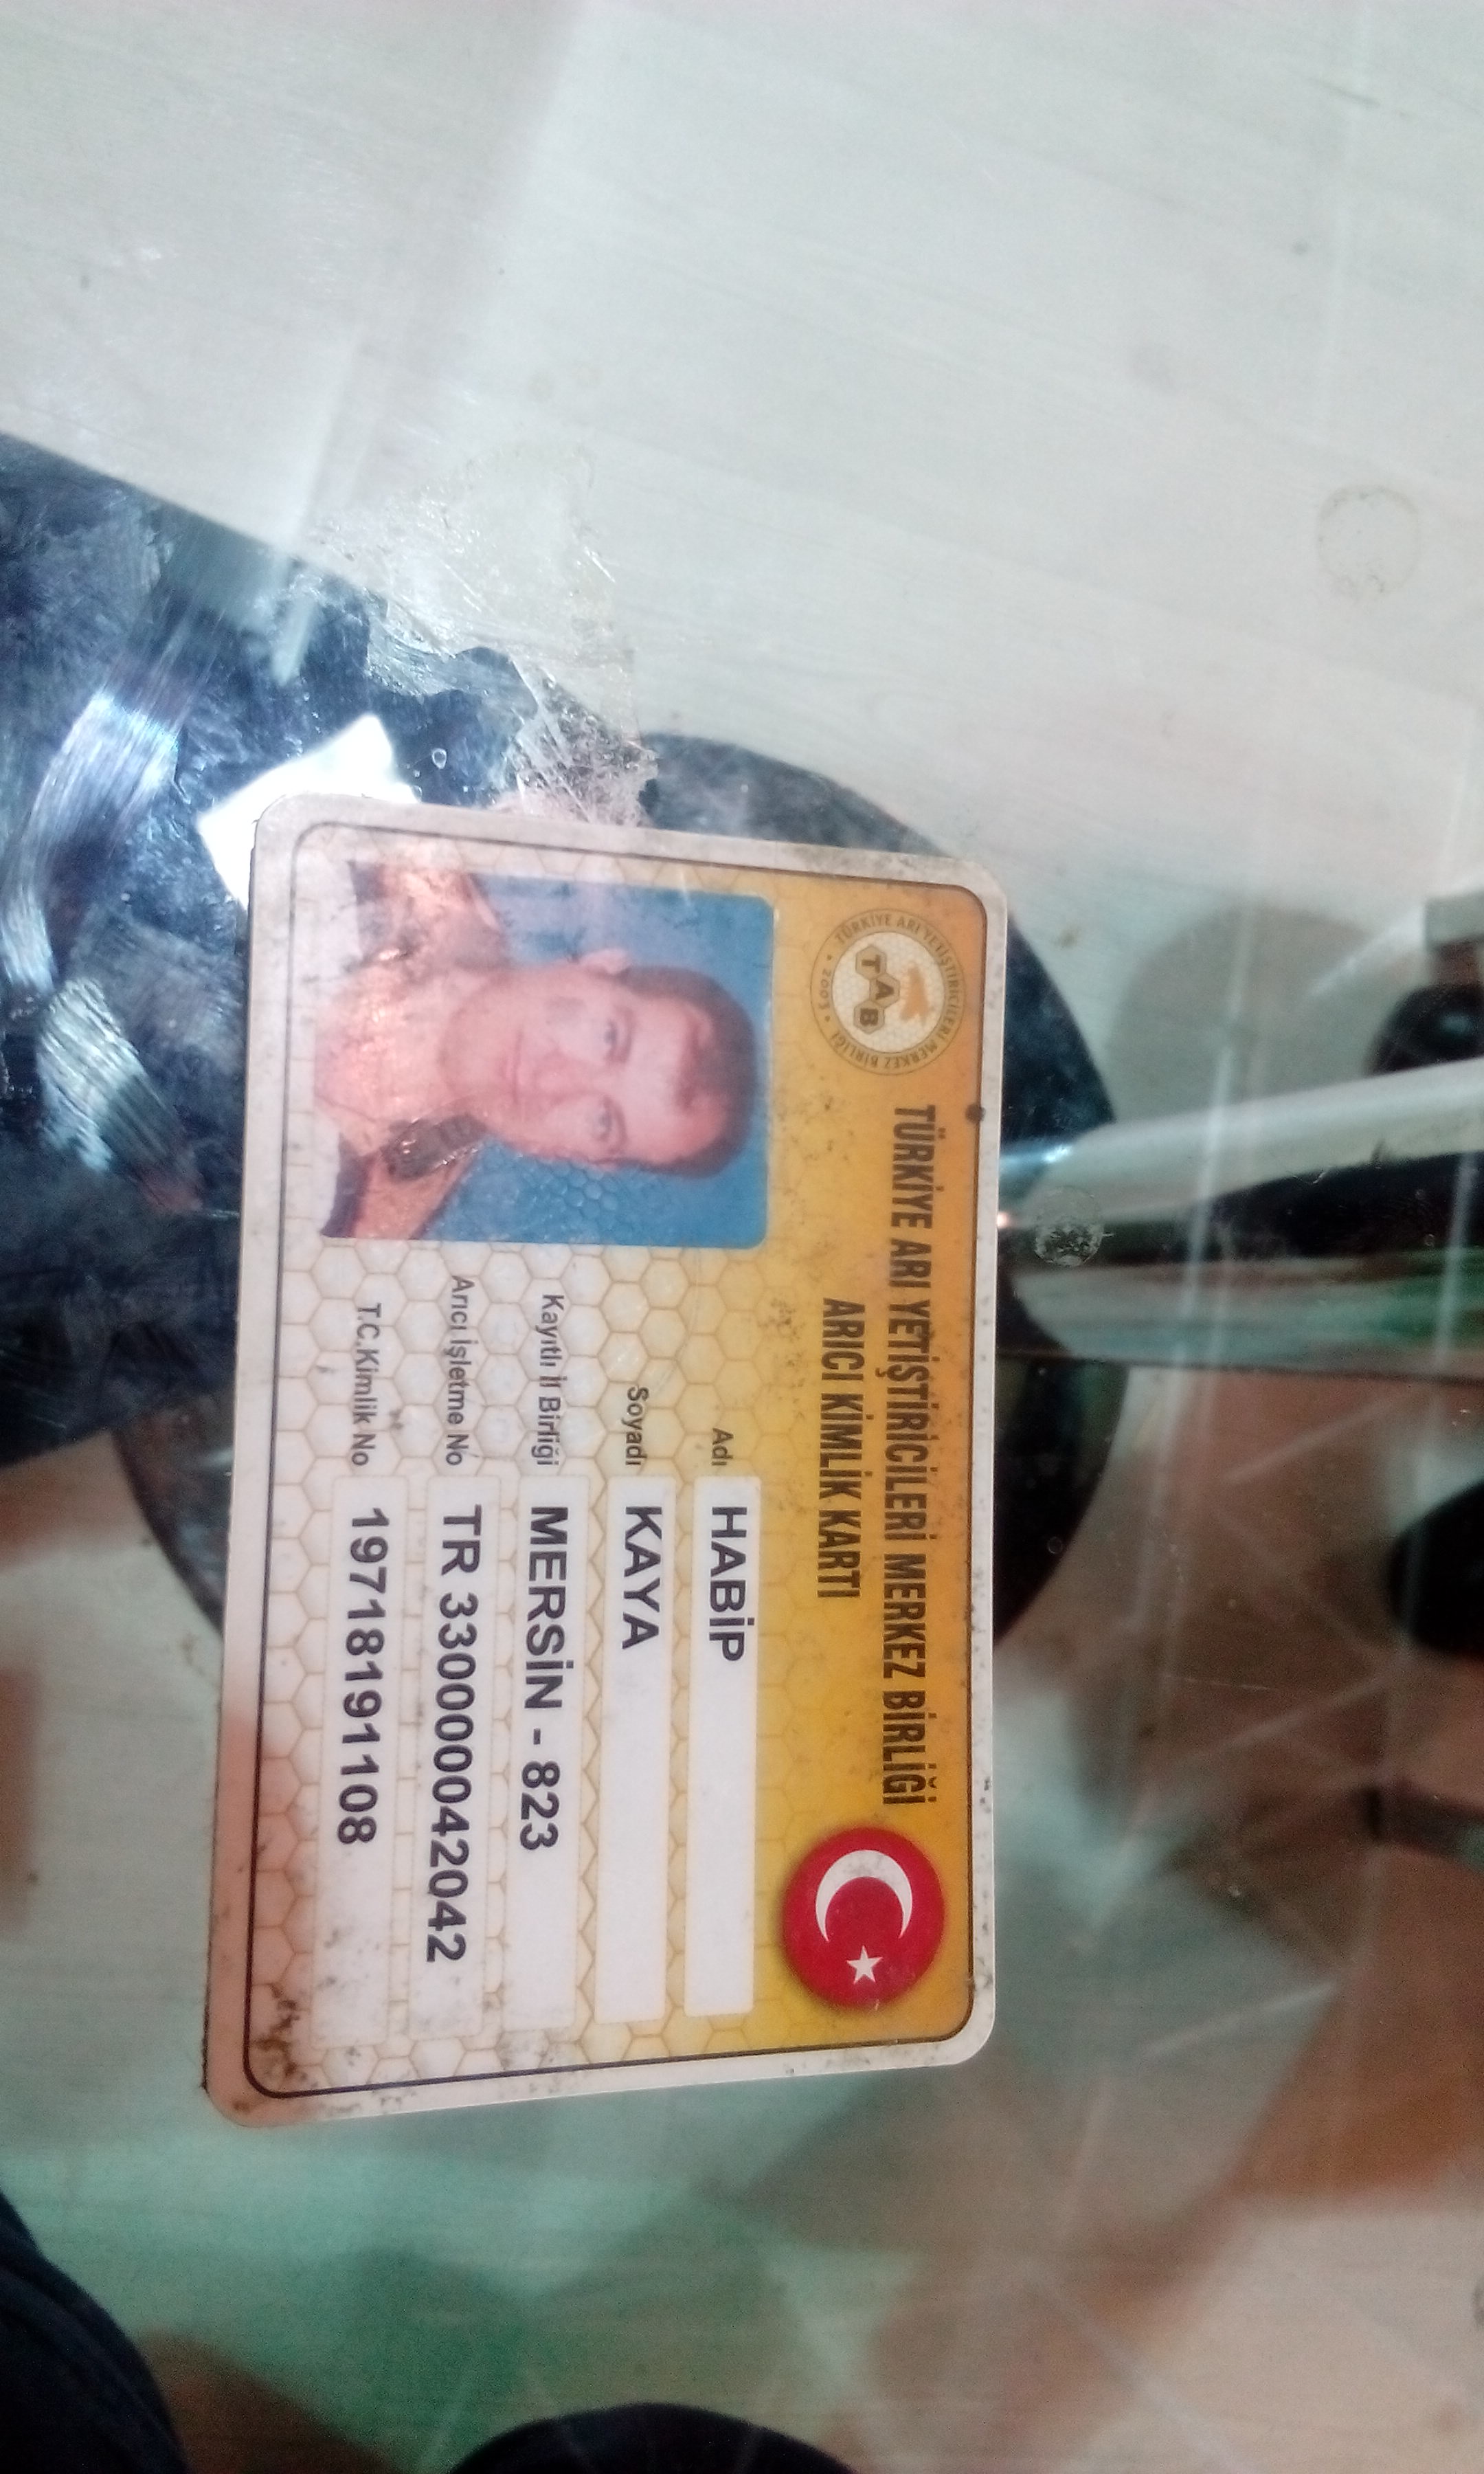 TÜRKİYE ARI YETİŞTİRİCİLERİ MERKEZ BİRLİĞİ
ARICI KİMLİK KARTI
TÜRKİYE ARI YETİŞTİRİCİLERİ MERKEZ BİRLİĞİ
• 2003 •
TAB
Adı HABİP
Soyadı KAYA
Kayıtlı İl Birliği MERSİN - 823
Arıcı İşletme No TR 330000042042
T.C.Kimlik No 19718191108